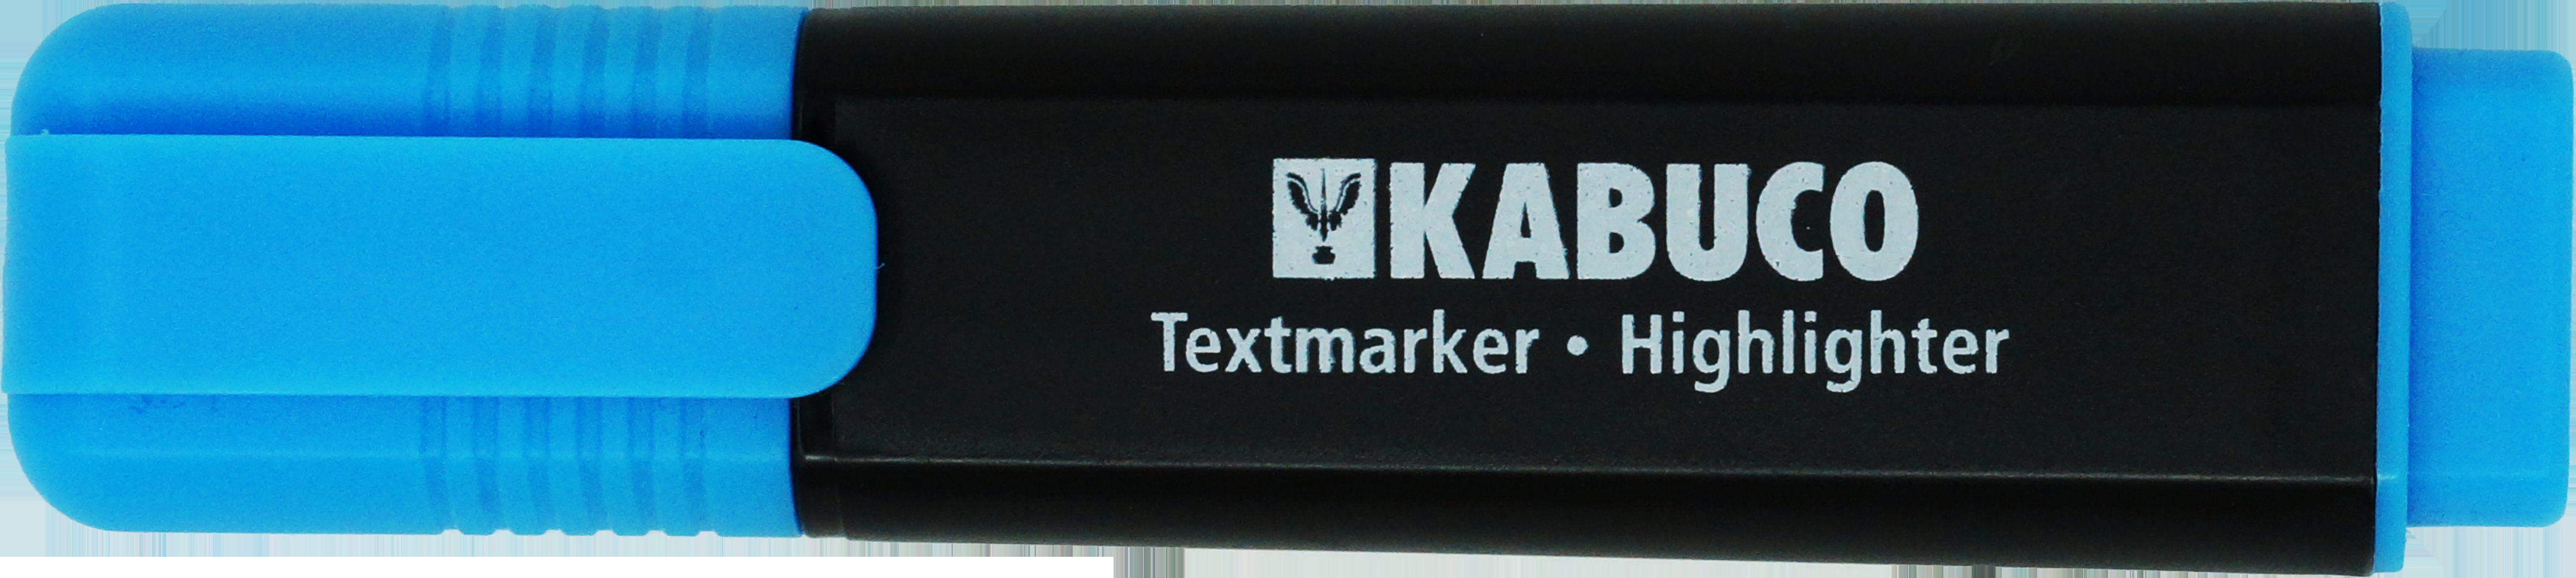 KABUCO
Textmarker • Highlighter